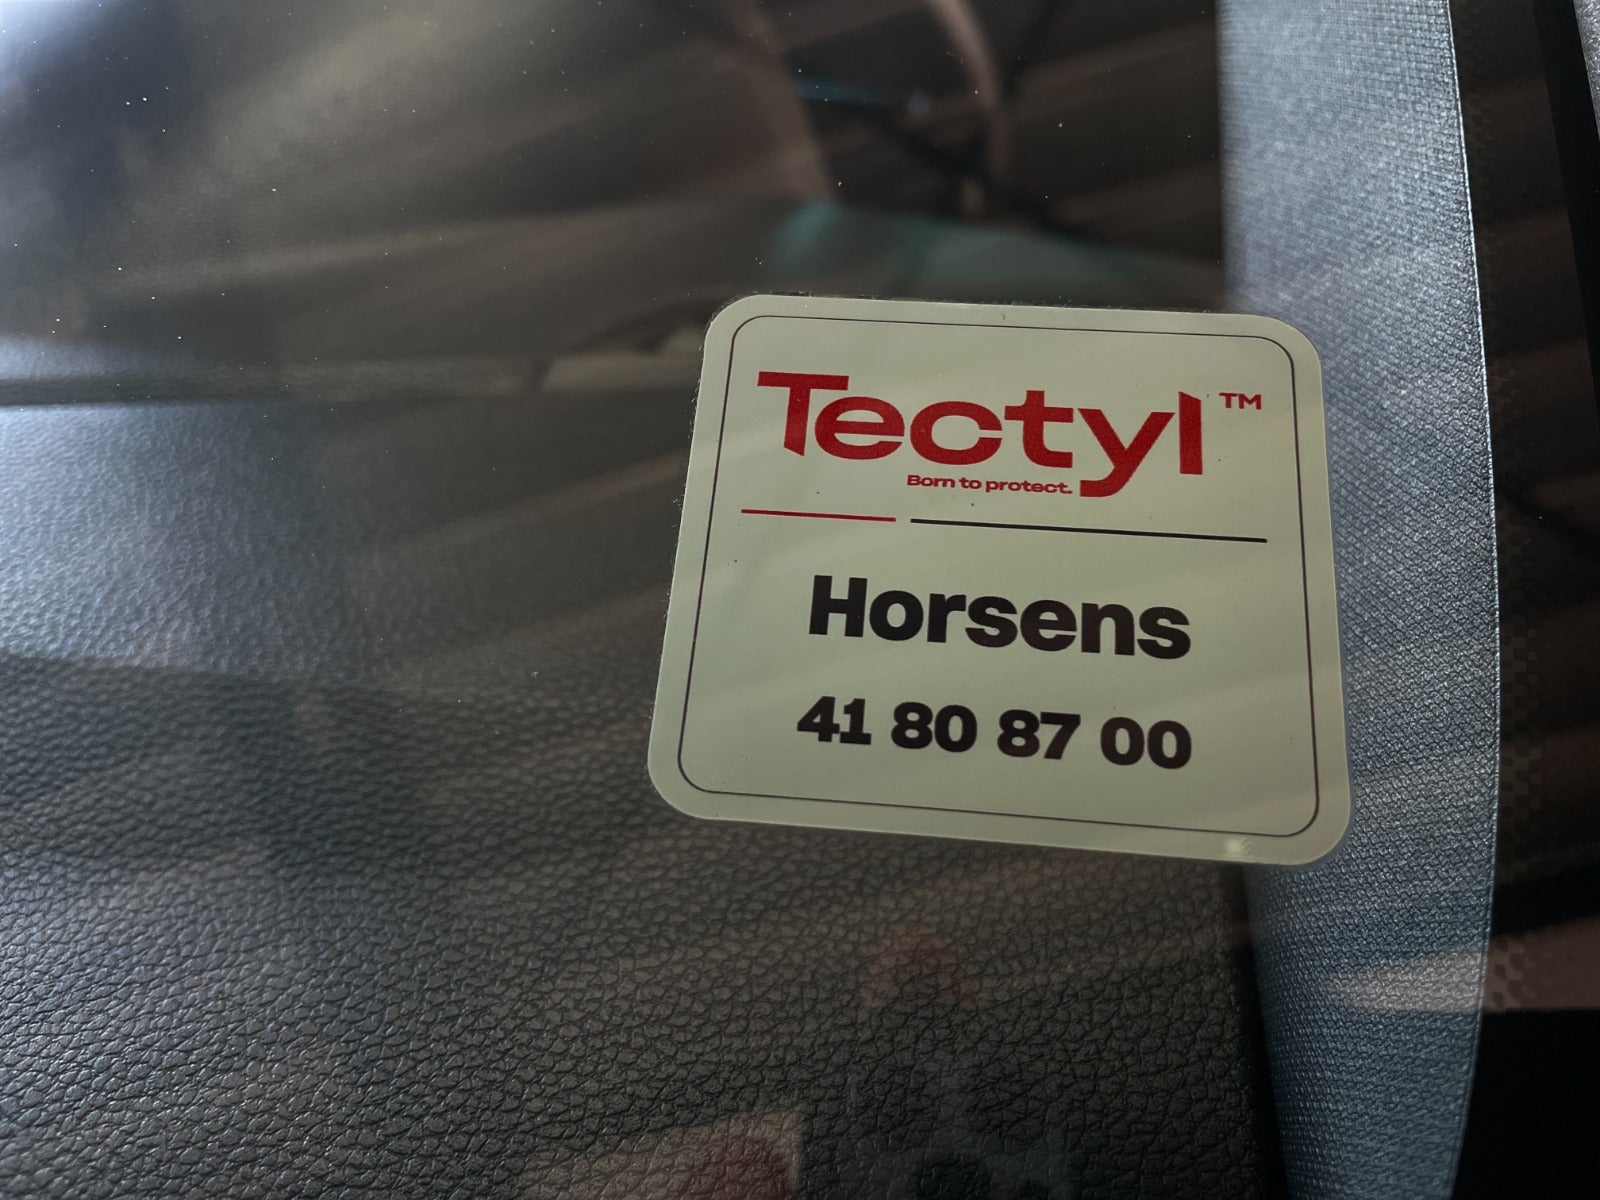 Tectyl™
Born to protect.
Horsens
41 80 87 00